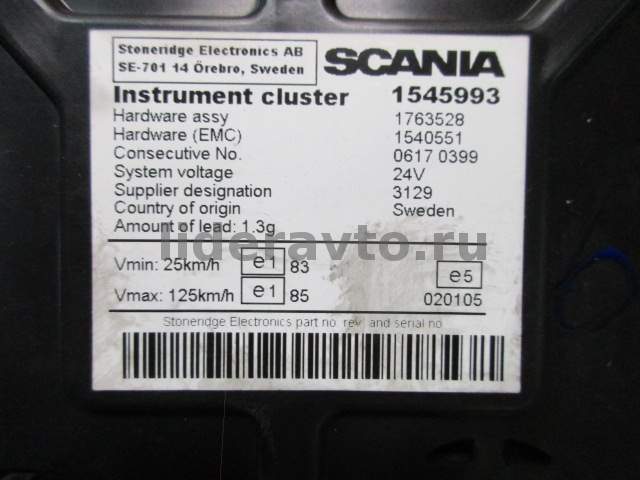 Stoneridge Electronics AB
SE-701 14 Örebro, Sweden
SCANIA
Instrument cluster 1545993
Hardware assy 1763528
Hardware (EMC) 1540551
Consecutive No. 0617 0399
System voltage 24V
Supplier designation 3129
Country of origin Sweden
Amount of lead: 1.3g
lideravto.ru
Vmin: 25km/h e1 83 e5
Vmax: 125km/h e1 85 020105
Stoneridge Electronics part no. rev. and serial no